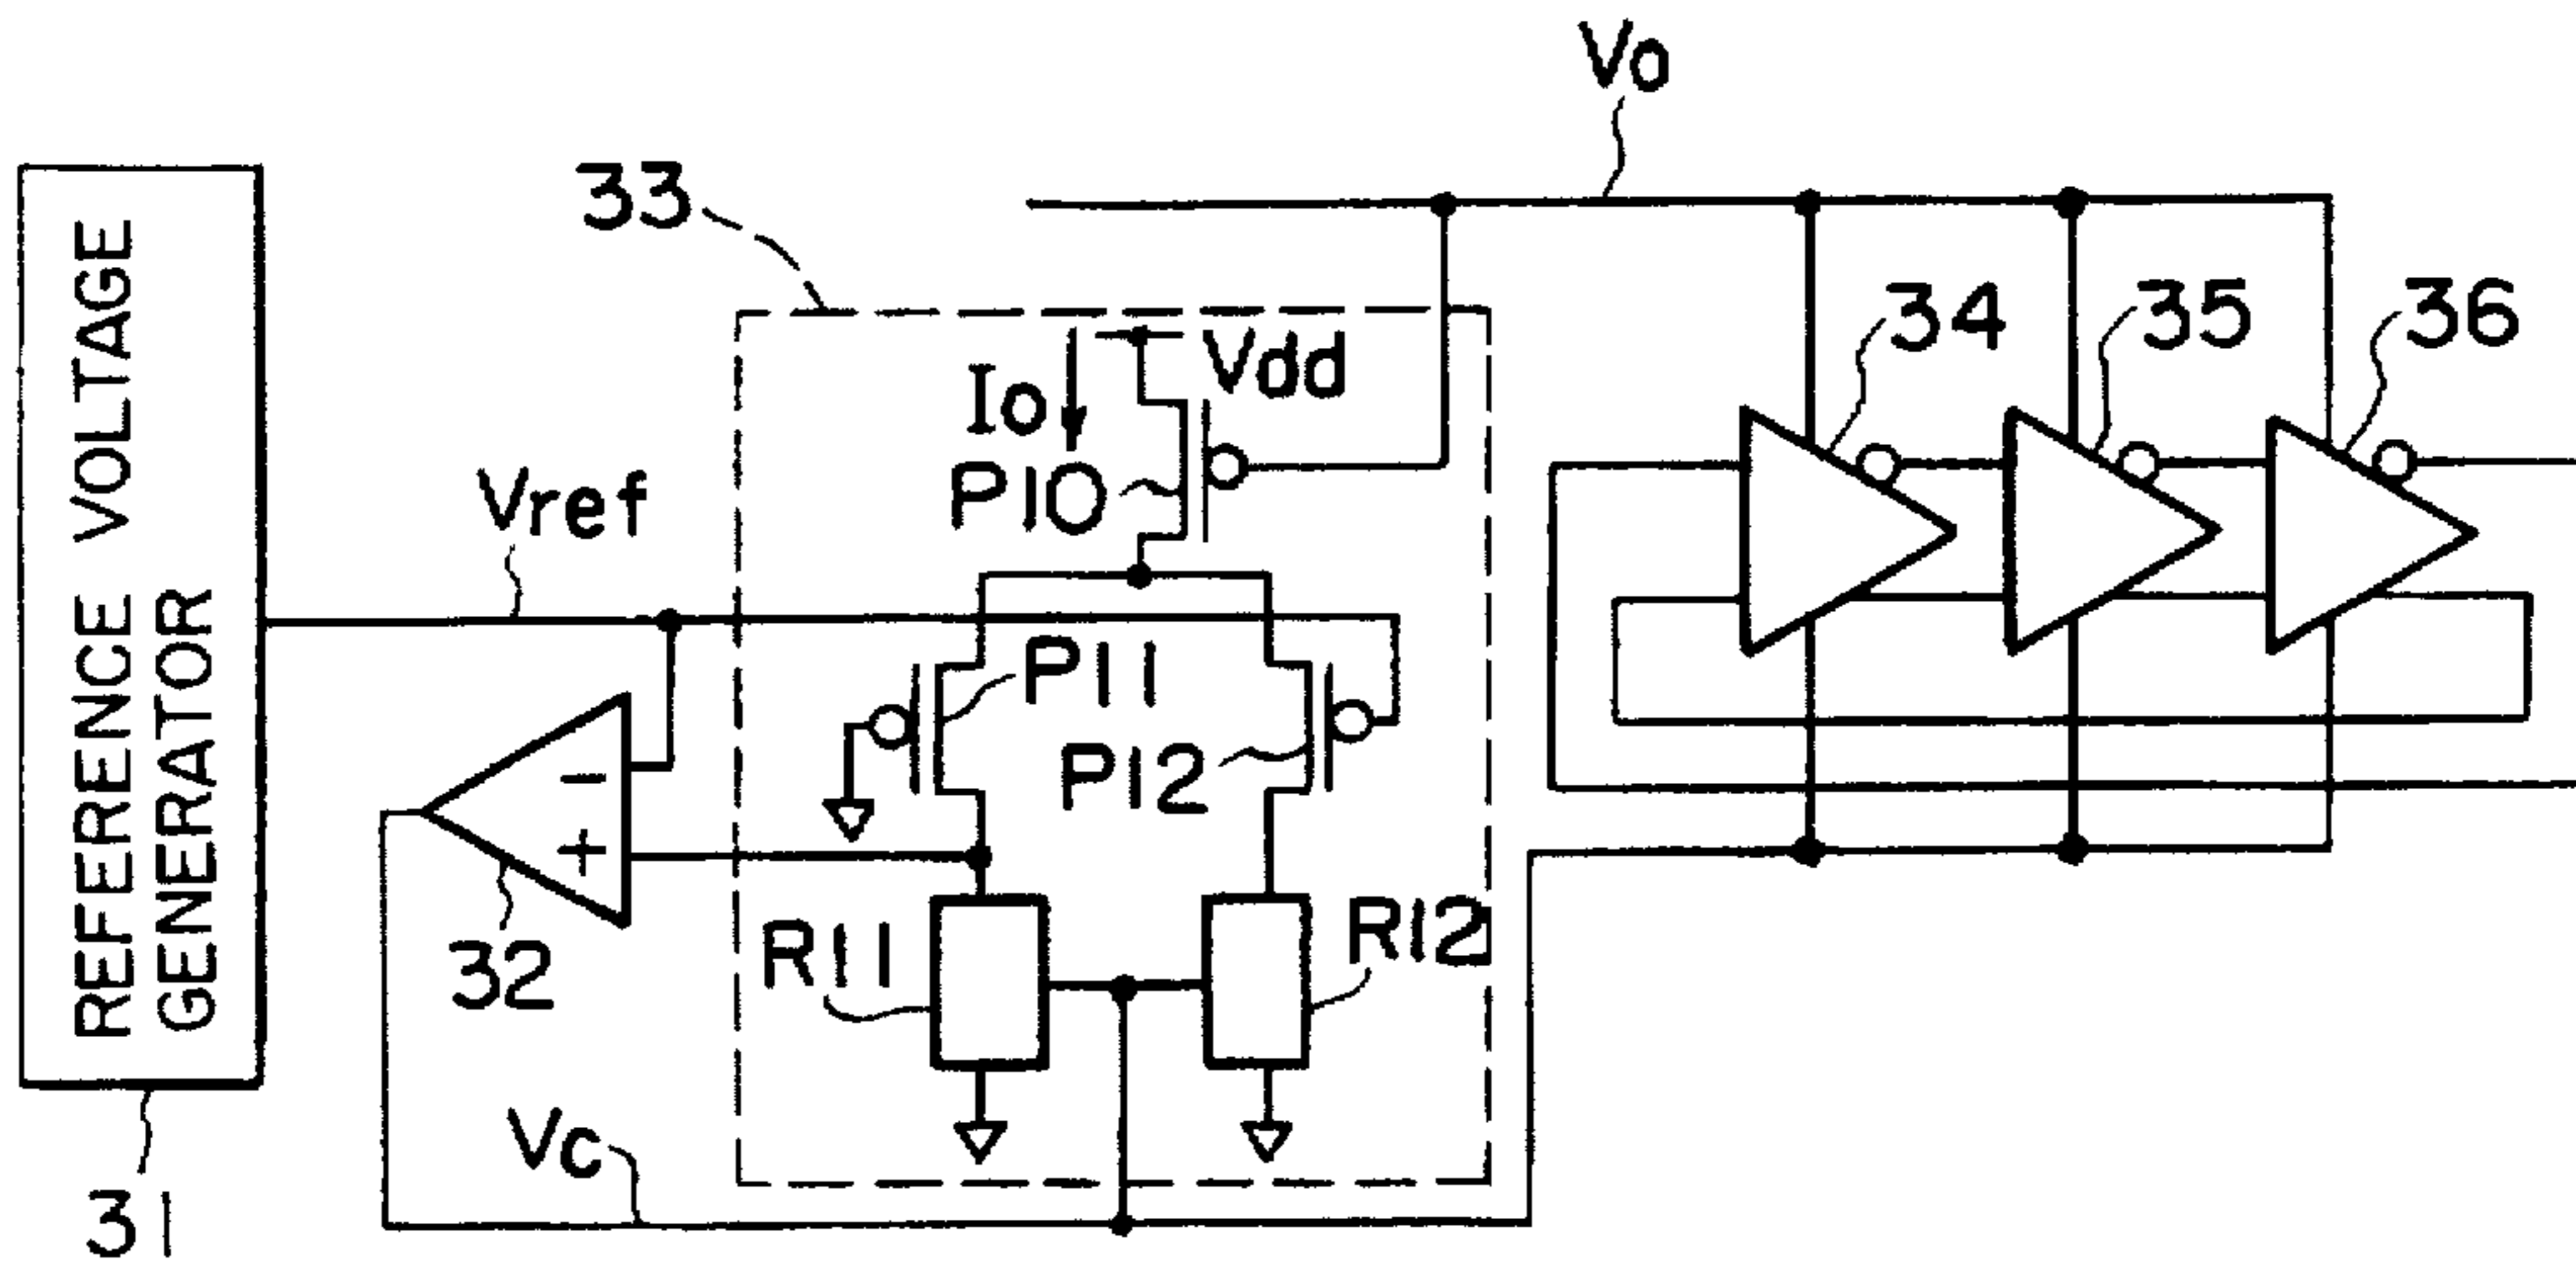 Vo
33
34
35
36
Vdd
Io
P10
Vref
REFERENCE VOLTAGE
GENERATOR
P11
P12
−
+
32
R11
R12
Vc
31